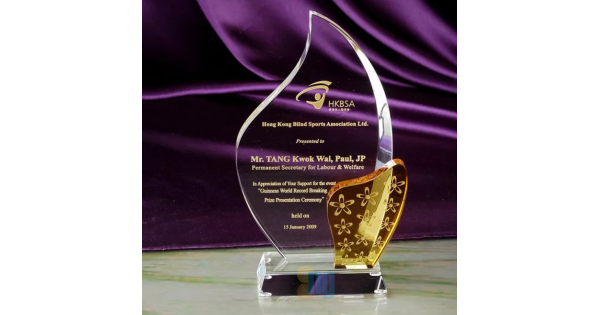 HKBSA
Hong Kong Blind Sports Association Ltd.
Presented to
Mr. TANG Kwok Wai, Paul, JP
Permanent Secretary for Labour & Welfare
In Appreciation of Your Support for the event
"Guinness World Record Breaking
Prize Presentation Ceremony"
held on
15 January 2009